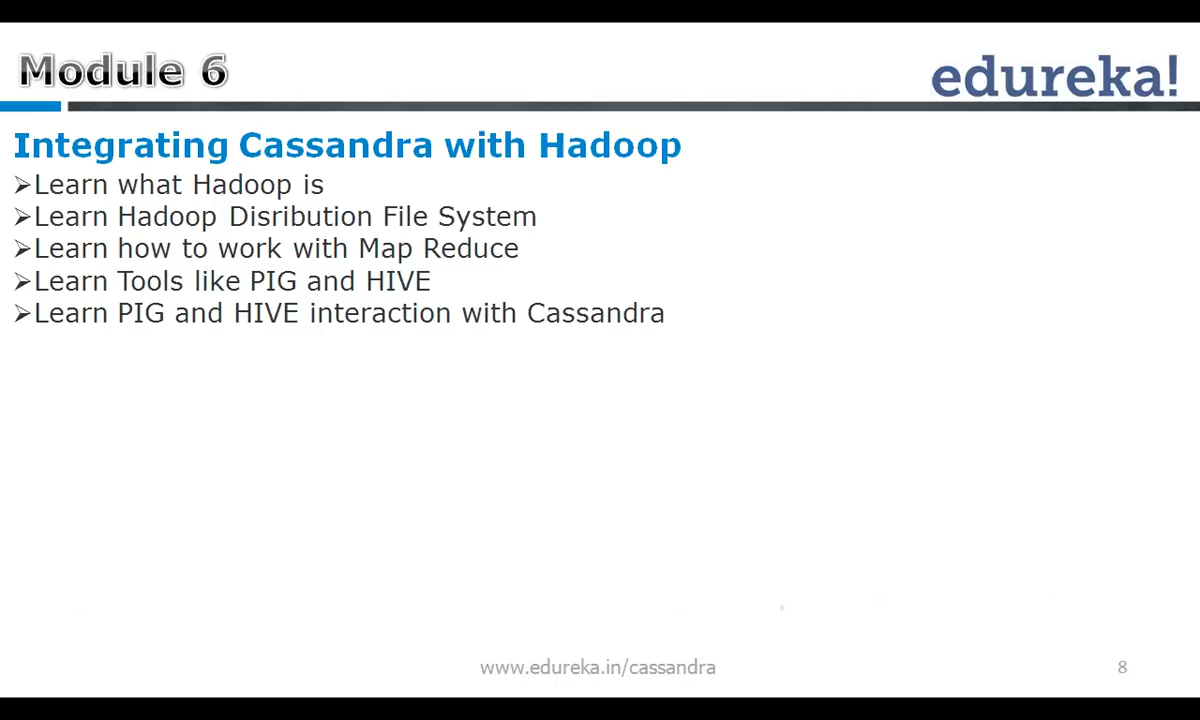 Module 6
edureka!
Integrating Cassandra with Hadoop
➢Learn what Hadoop is
➢Learn Hadoop Disribution File System
➢Learn how to work with Map Reduce
➢Learn Tools like PIG and HIVE
➢Learn PIG and HIVE interaction with Cassandra
www.edureka.in/cassandra
8